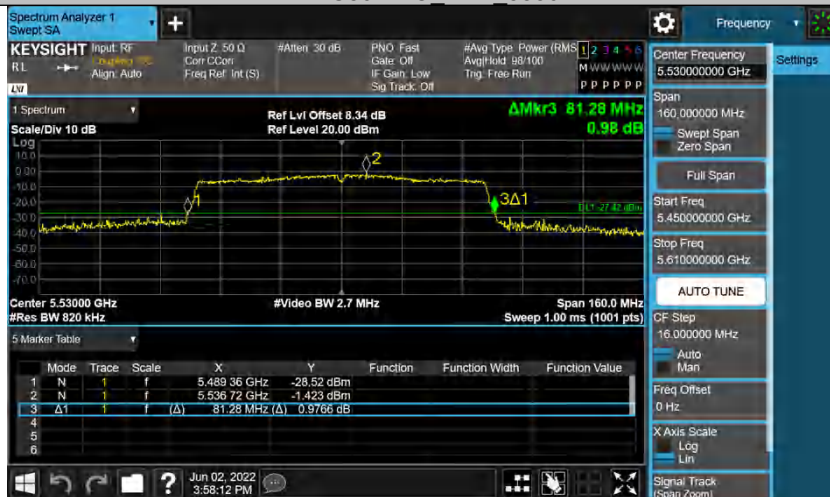 Spectrum Analyzer 1
Swept SA
+
Frequency
KEYSIGHT Input: RF Input Z: 50 Ω #Atten: 30 dB PNO: Fast #Avg Type: Power (RMS 1 2 3 4 5 6
RL Corr CCorr Gate: Off Avg|Hold: 98/100 M W W W W W
Align: Auto Freq Ref: Int (S) IF Gain: Low Trig: Free Run
LXI Sig Track: Off P P P P P P
Center Frequency
5.530000000 GHz
Settings
Span
160.000000 MHz
Swept Span
Zero Span
Full Span
Start Freq
5.450000000 GHz
Stop Freq
5.610000000 GHz
AUTO TUNE
CF Step
16.000000 MHz
Auto
Man
Freq Offset
0 Hz
X Axis Scale
Log
Lin
Signal Track
(Span Zoom)
1 Spectrum
Scale/Div 10 dB
Ref Lvl Offset 8.34 dB
Ref Level 20.00 dBm
ΔMkr3 81.28 MHz
0.98 dB
Log
10.0
0.00
-10.0
-20.0
-30.0
-40.0
-50.0
-60.0
-70.0
1
2
3Δ1
DL1 -27.42 dBm
Center 5.53000 GHz #Video BW 2.7 MHz Span 160.0 MHz
#Res BW 820 kHz Sweep 1.00 ms (1001 pts)
5 Marker Table
Mode Trace Scale X Y Function Function Width Function Value
1 N 1 f 5.489 36 GHz -28.52 dBm
2 N 1 f 5.536 72 GHz -1.423 dBm
3 Δ1 1 f (Δ) 81.28 MHz (Δ) 0.9766 dB
4
5
6
?
Jun 02, 2022
3:58:12 PM